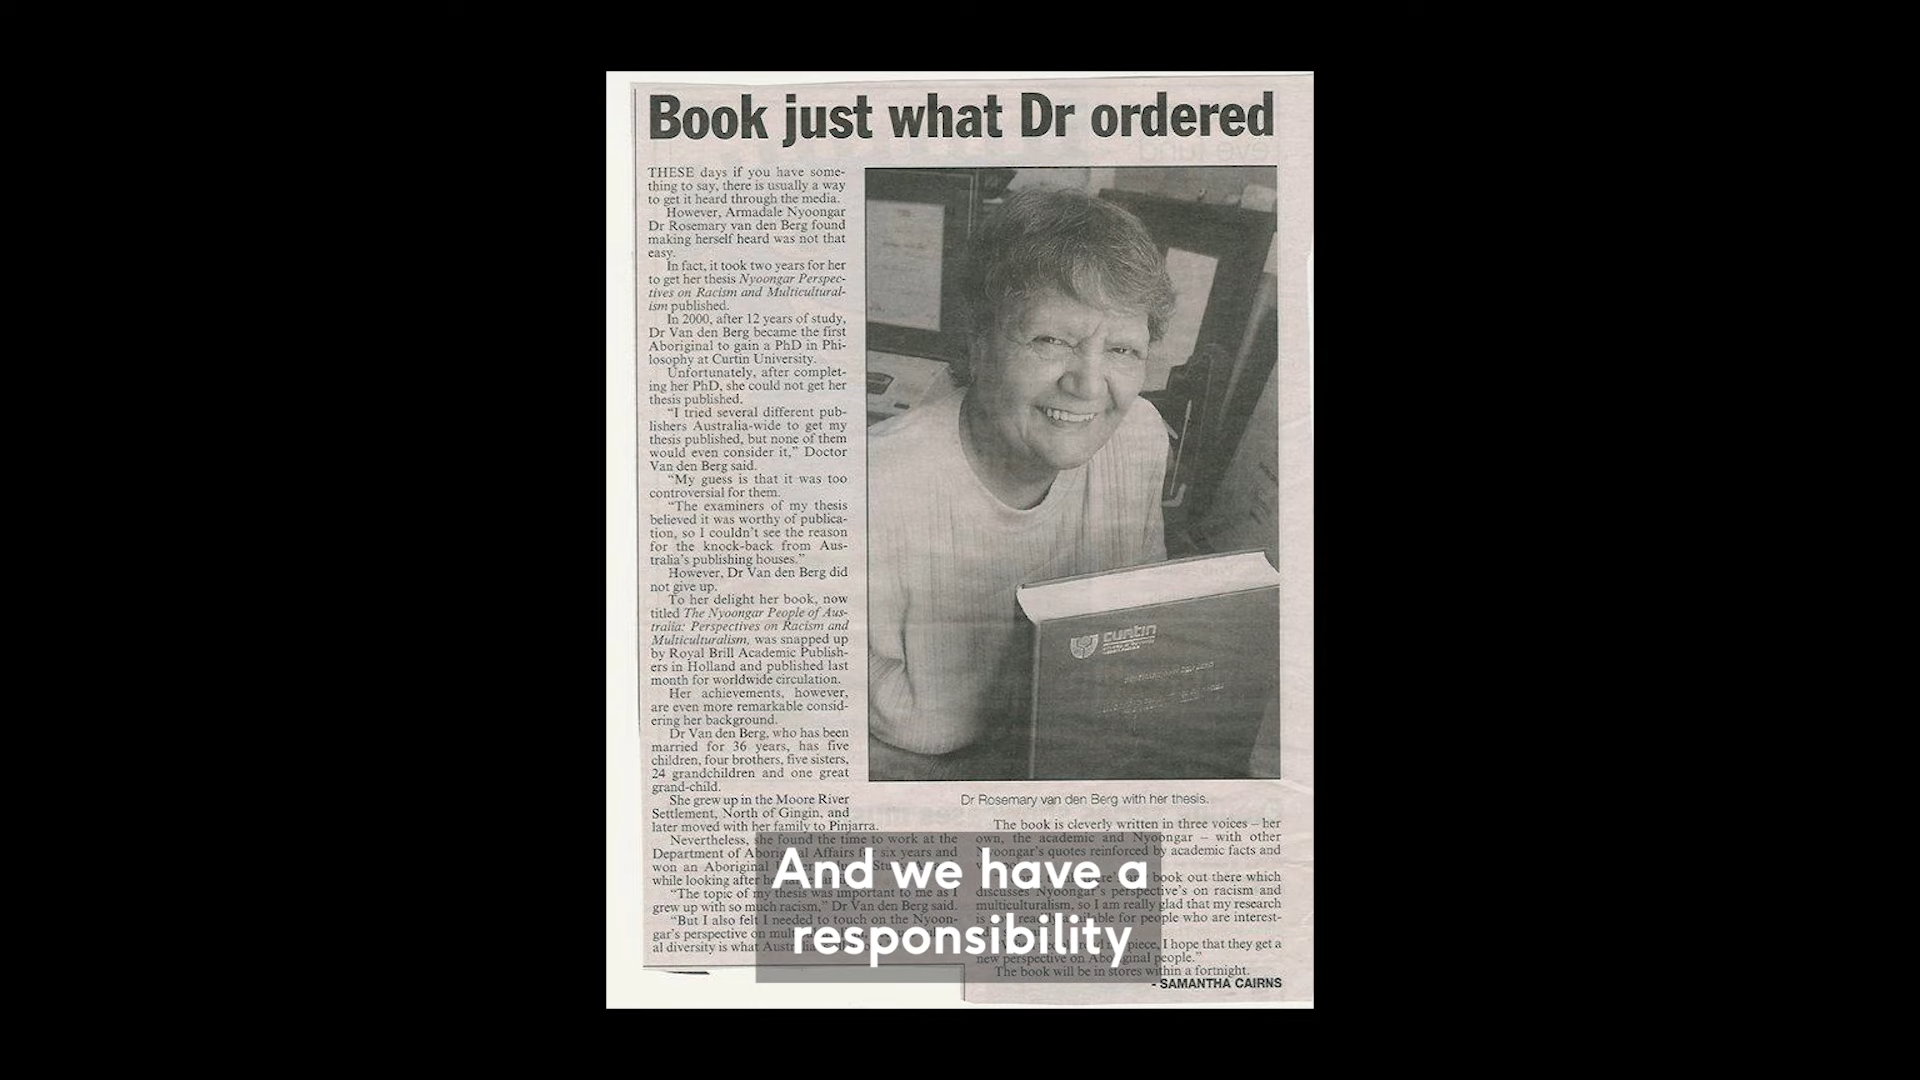 Book just what Dr ordered
THESE days if you have some-
thing to say, there is usually a way
to get it heard through the media.
However, Armadale Nyoongar
Dr Rosemary van den Berg found
making herself heard was not that
easy.
In fact, it took two years for her
to get her thesis Nyoongar Perspec-
tives on Racism and Multicultural-
ism published.
In 2000, after 12 years of study,
Dr Van den Berg became the first
Aboriginal to gain a PhD in Phi-
losophy at Curtin University.
Unfortunately, after complet-
ing her PhD, she could not get her
thesis published.
"I tried several different pub-
lishers Australia-wide to get my
thesis published, but none of them
would even consider it," Doctor
Van den Berg said.
"My guess is that it was too
controversial for them.
"The examiners of my thesis
believed it was worthy of publica-
tion, so I couldn't see the reason
for the knock-back from Aus-
tralia's publishing houses."
However, Dr Van den Berg did
not give up.
To her delight her book, now
titled The Nyoongar People of Aus-
tralia: Perspectives on Racism and
Multiculturalism, was snapped up
by Royal Brill Academic Publish-
ers in Holland and published last
month for worldwide circulation.
Her achievements, however,
are even more remarkable consid-
ering her background.
Dr Van den Berg, who has been
married for 36 years, has five
children, four brothers, five sisters,
24 grandchildren and one great
grand-child.
She grew up in the Moore River
Settlement, North of Gingin, and
later moved with her family to Pinjarra.
Nevertheless, she found the time to work at the
Department of Aboriginal Affairs for six years and
won an Aboriginal
while looking after
"The topic of my thesis was important to me as I
grew up with so much racism," Dr Van den Berg said.
"But I also felt I needed to touch on the Nyoon-
gar's perspective on
al diversity is what
curtin
Dr Rosemary van den Berg with her thesis.
The book is cleverly written in three voices – her
own, the academic and Nyoongar – with other
Nyoongar's quotes reinforced by academic facts and
book out there which
discusses Nyoongar's perspective's on racism and
multiculturalism, so I am really glad that my research
is for people who are interest-
piece, I hope that they get a
new perspective on Aboriginal people."
The book will be in stores within a fortnight.
- SAMANTHA CAIRNS
And we have a
responsibility